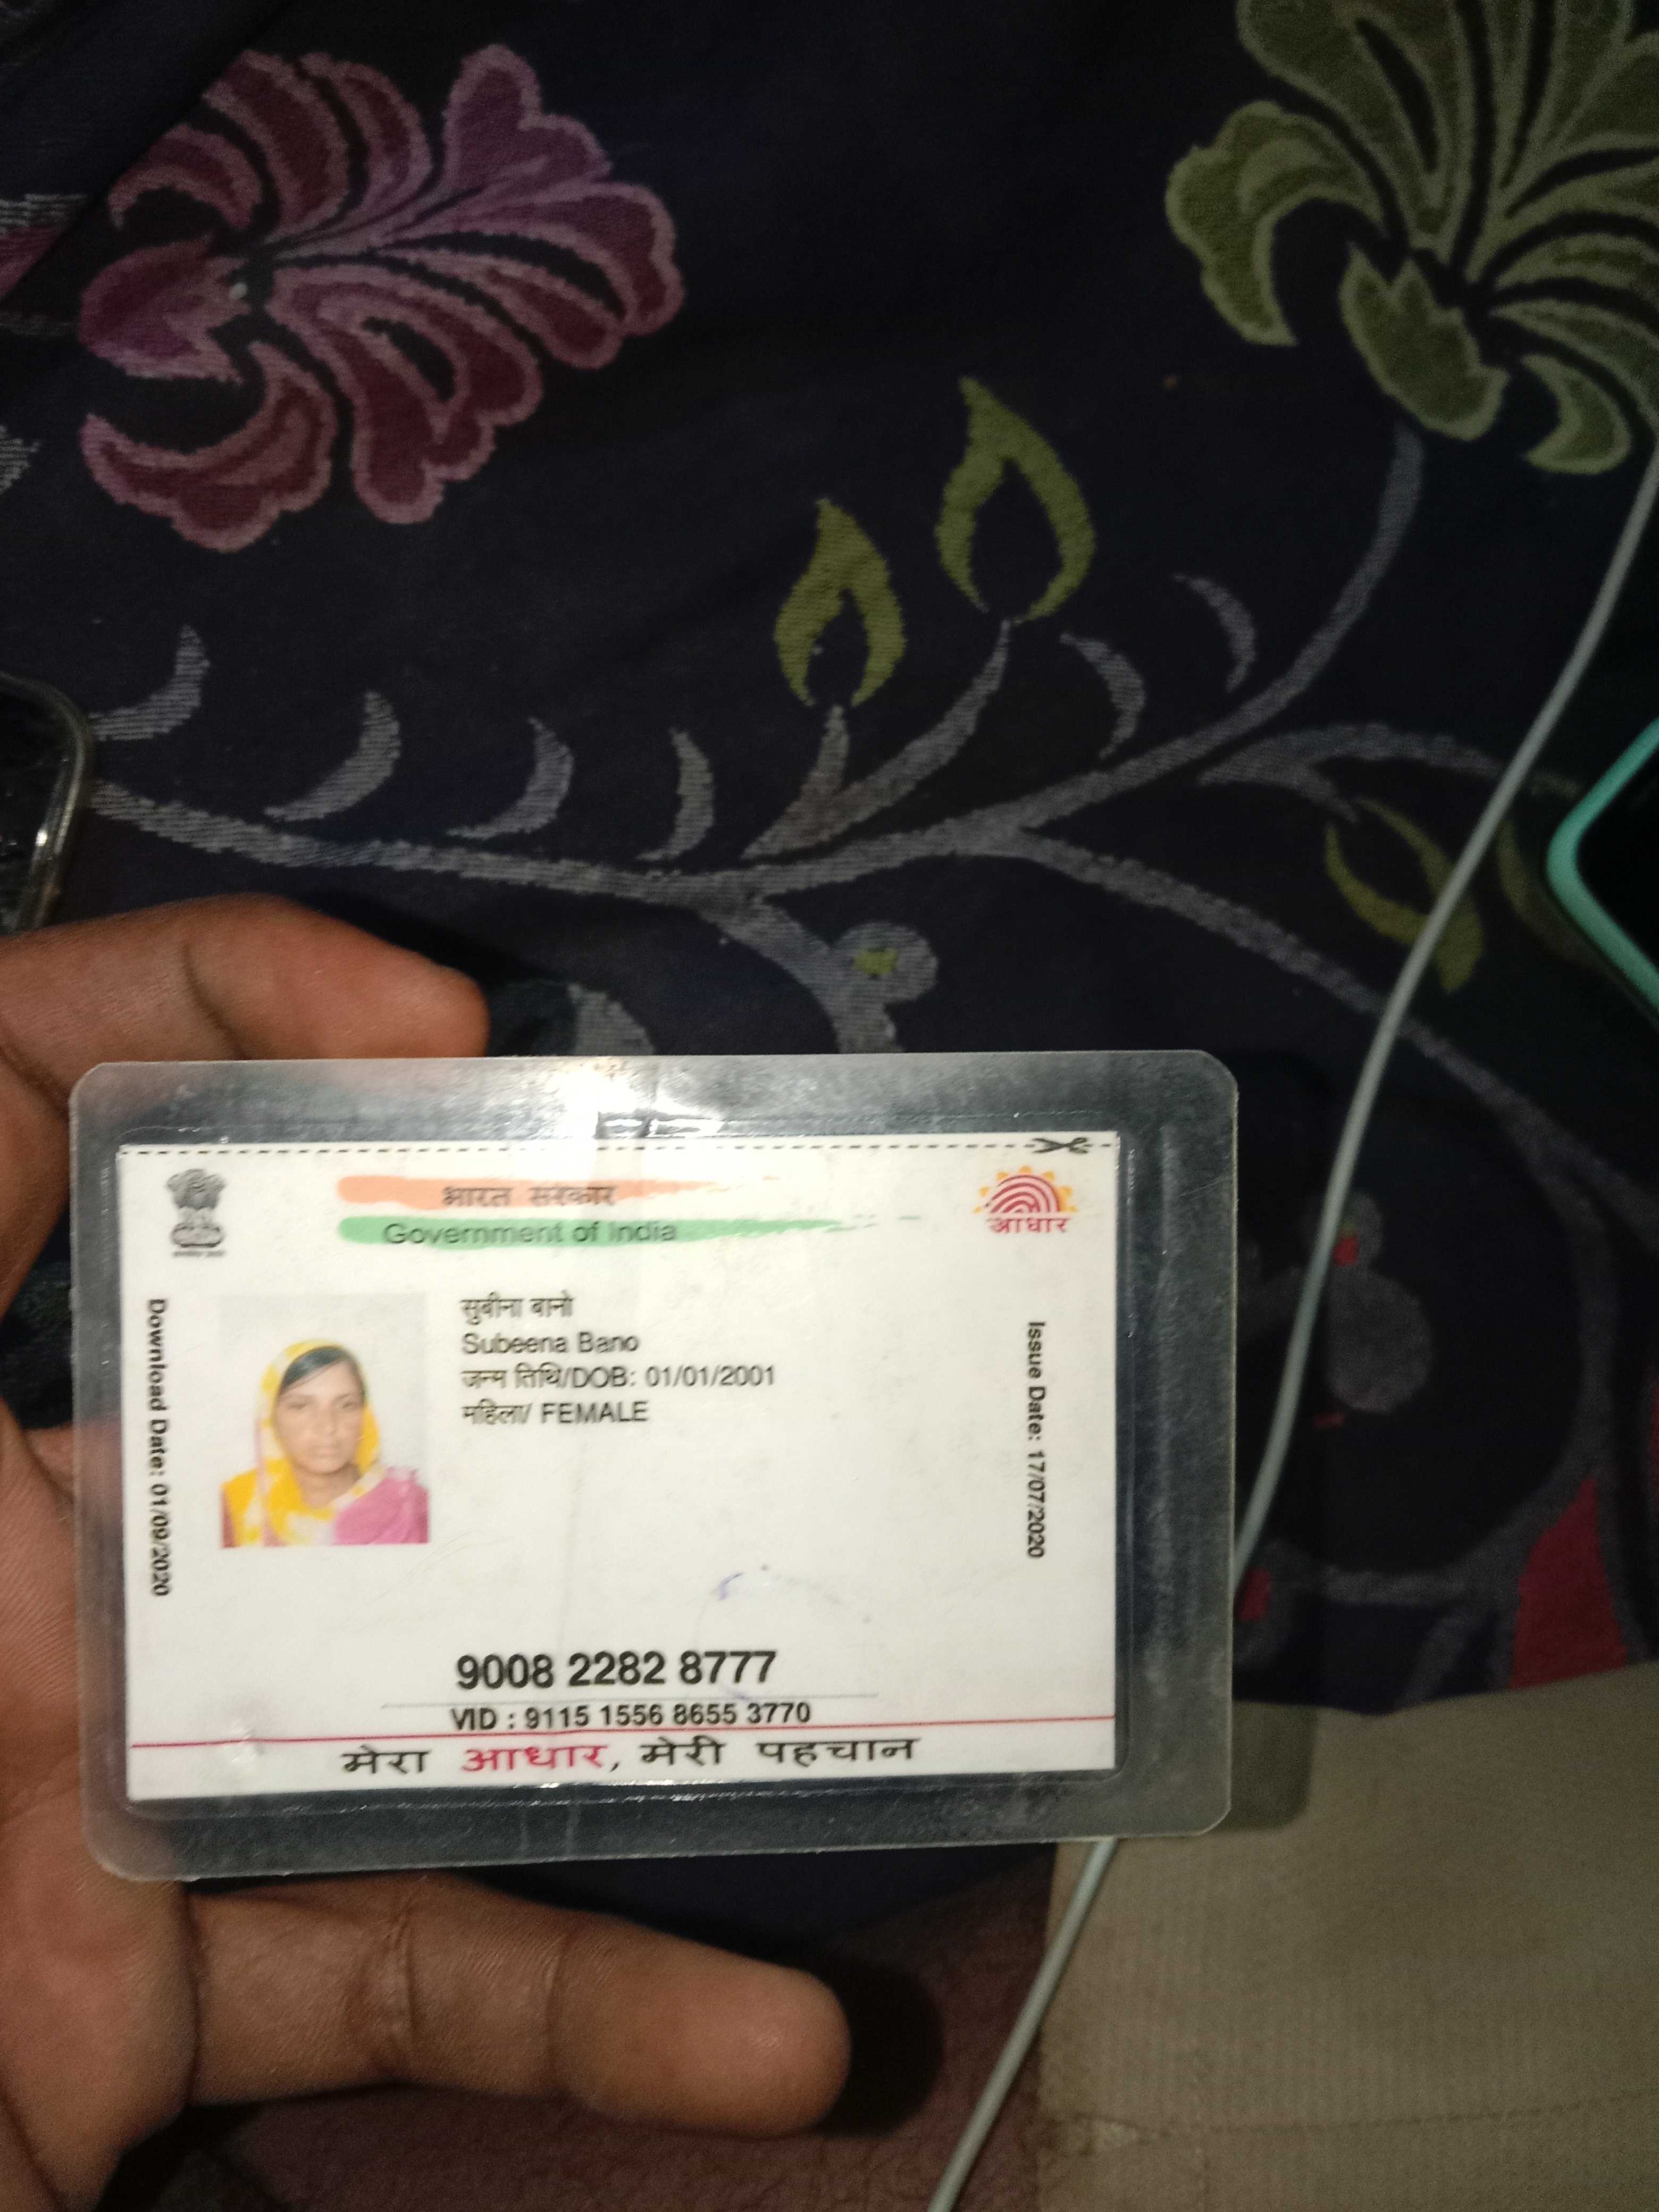 भारत सरकार
Government of India
आधार
Download Date: 01/09/2020
सुबीना बानो
Subeena Bano
जन्म तिथि/DOB: 01/01/2001
महिला/ FEMALE
Issue Date: 17/07/2020
9008 2282 8777
VID : 9115 1556 8655 3770
मेरा आधार, मेरी पहचान